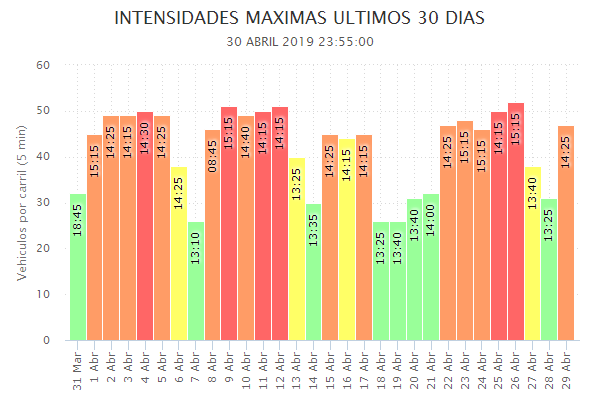 INTENSIDADES MAXIMAS ULTIMOS 30 DIAS
30 ABRIL 2019 23:55:00
Vehiculos por carril (5 min)
60
50
40
30
20
10
0
18:45
15:15
14:25
14:15
14:30
14:25
14:25
13:10
08:45
15:15
14:40
14:15
14:15
13:25
13:35
14:25
14:15
14:15
13:25
13:40
13:40
14:00
14:25
15:15
15:15
14:15
15:15
13:40
13:25
14:25
31 Mar
1 Abr
2 Abr
3 Abr
4 Abr
5 Abr
6 Abr
7 Abr
8 Abr
9 Abr
10 Abr
11 Abr
12 Abr
13 Abr
14 Abr
15 Abr
16 Abr
17 Abr
18 Abr
19 Abr
20 Abr
21 Abr
22 Abr
23 Abr
24 Abr
25 Abr
26 Abr
27 Abr
28 Abr
29 Abr